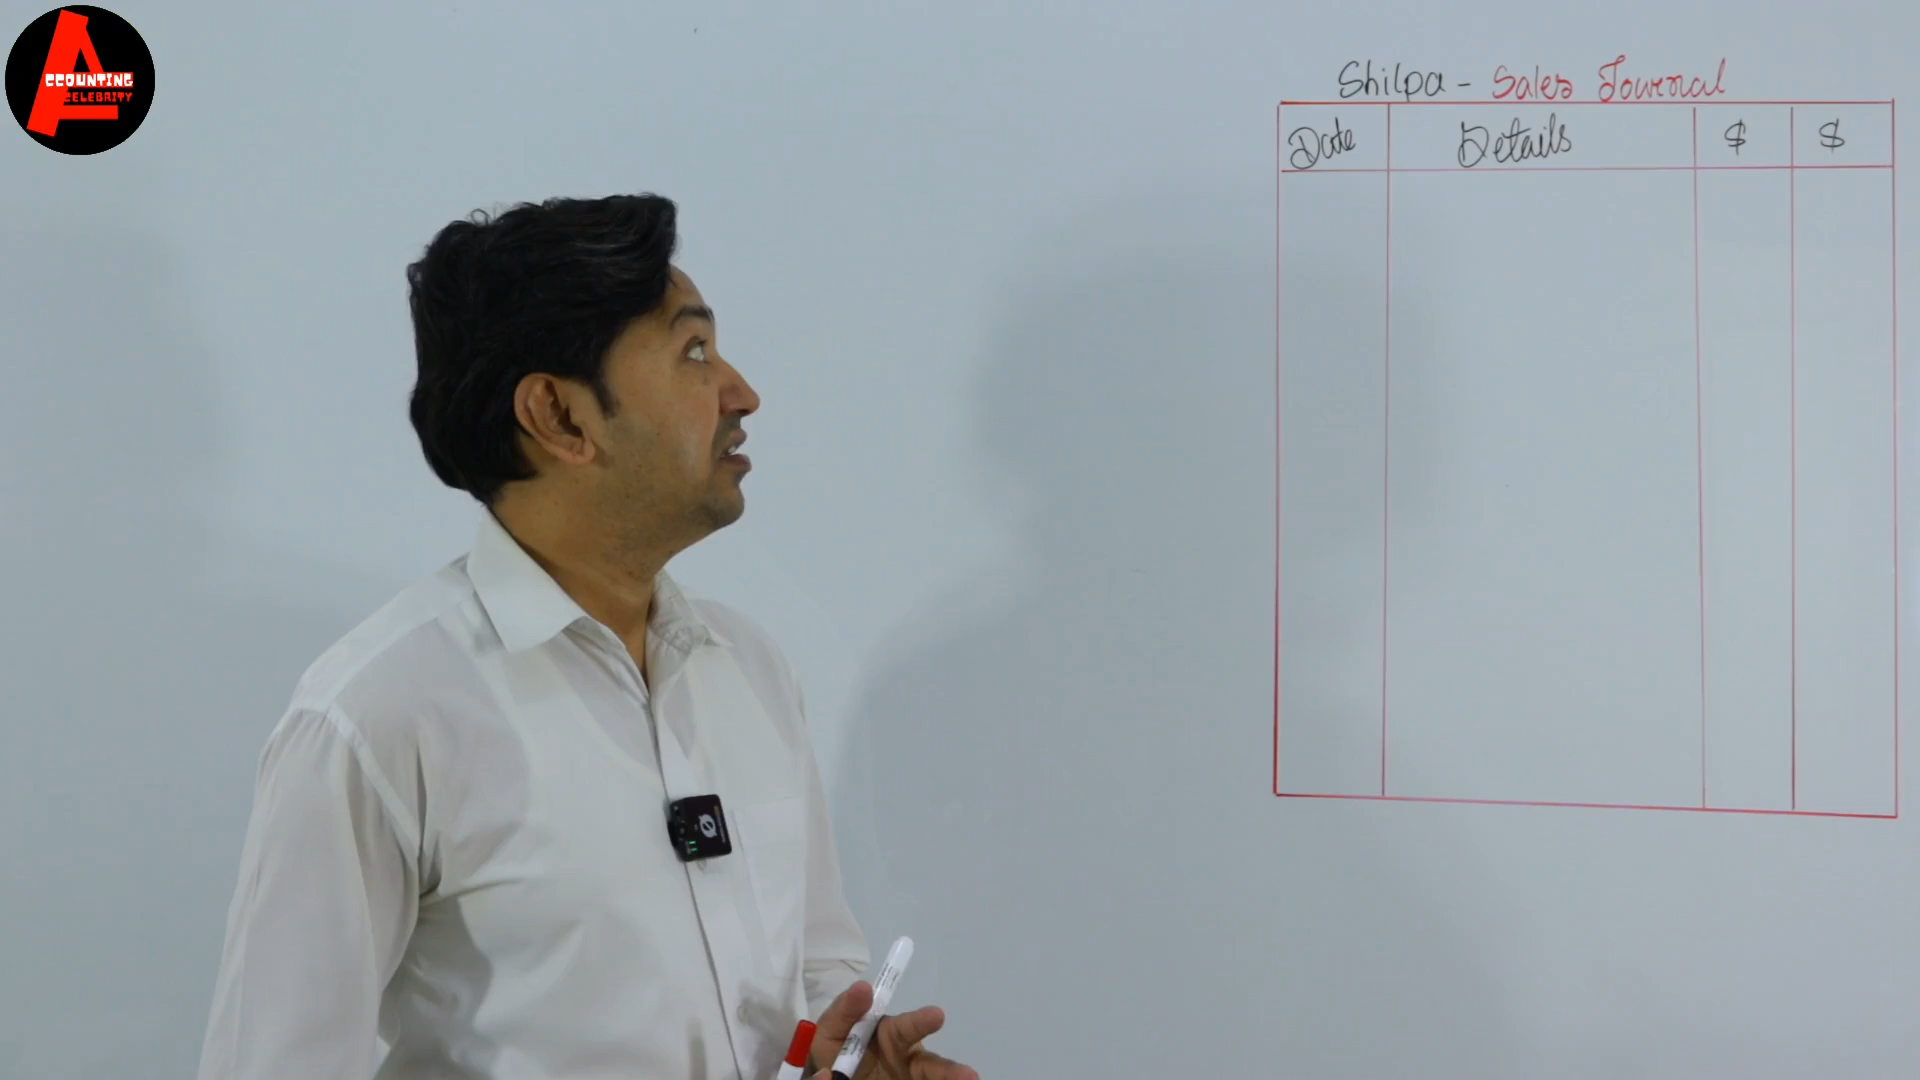 ACCOUNTING
CELEBRITY
Shilpa - Sales Journal
Date Details $ $